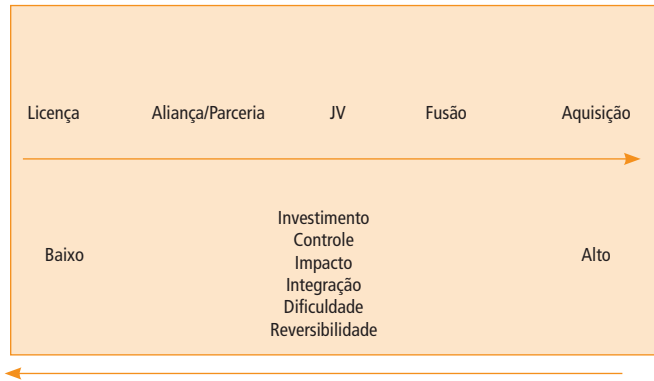 Licença Aliança/Parceria JV Fusão Aquisição
Investimento
Controle
Baixo Impacto Alto
Integração
Dificuldade
Reversibilidade